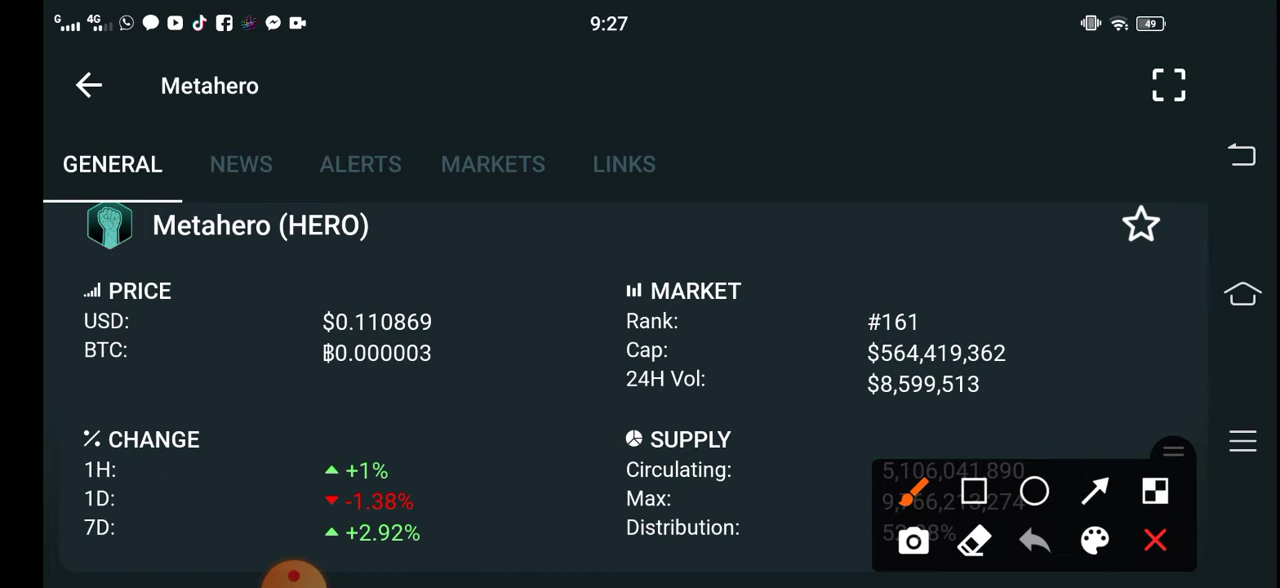 G 4G 9:27 49
Metahero
GENERAL NEWS ALERTS MARKETS LINKS
Metahero (HERO)
PRICE
USD: $0.110869
BTC: ₿0.000003
MARKET
Rank: #161
Cap: $564,419,362
24H Vol: $8,599,513
CHANGE
1H: +1%
1D: -1.38%
7D: +2.92%
SUPPLY
Circulating: 5,106,041,890
Max:
Distribution: